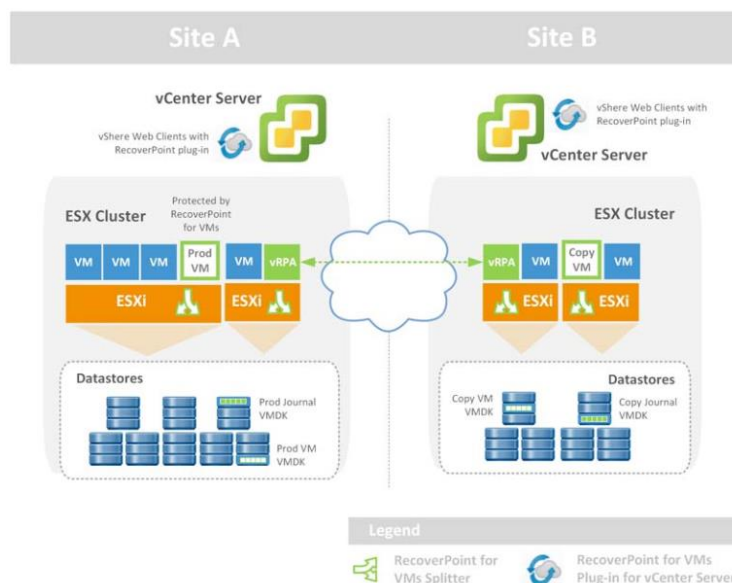 Site A
Site B
vCenter Server
vShere Web Clients with
RecoverPoint plug-in
vShere Web Clients with
RecoverPoint plug-in
vCenter Server
ESX Cluster
Protected by
RecoverPoint
for VMs
VM
VM
VM
Prod
VM
VM
vRPA
ESXi
ESXi
Datastores
Prod Journal
VMDK
Prod VM
VMDK
ESX Cluster
vRPA
VM
Copy
VM
VM
ESXi
ESXi
Datastores
Copy VM
VMDK
Copy Journal
VMDK
Legend
RecoverPoint for
VMs Splitter
RecoverPoint for VMs
Plug-in for vCenter Server